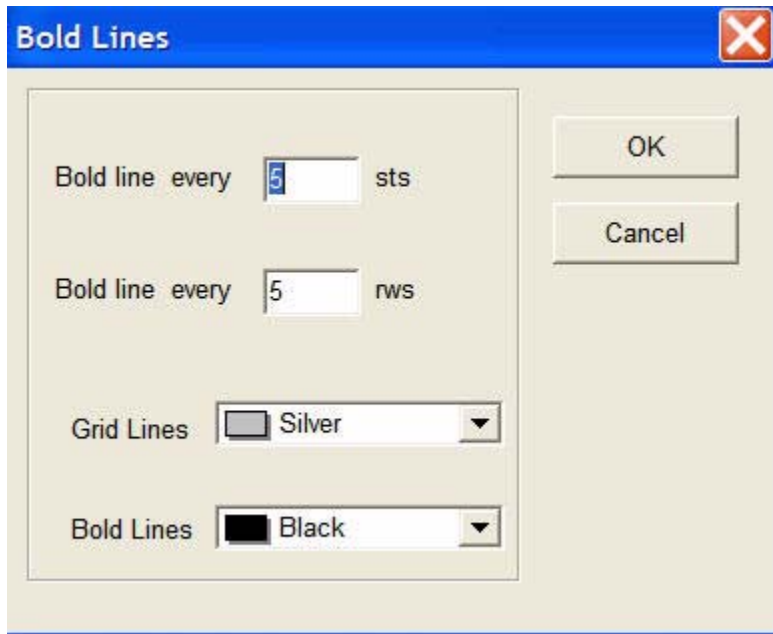 Bold Lines
Bold line every 5 sts
Bold line every 5 rws
Grid Lines Silver
Bold Lines Black
OK
Cancel